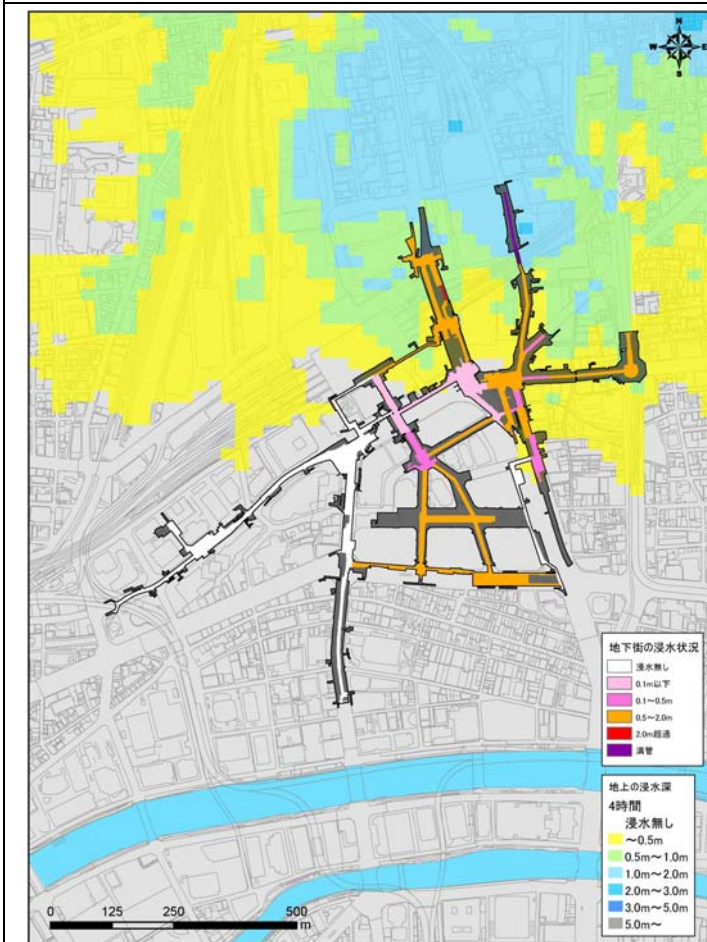 N
W E
S
地下街の浸水状況
浸水無し
0.1m以下
0.1～0.5m
0.5～2.0m
2.0m超過
満管
地上の浸水深
4時間
浸水無し
～0.5m
0.5m～1.0m
1.0m～2.0m
2.0m～3.0m
3.0m～5.0m
5.0m～
0 125 250 500
m